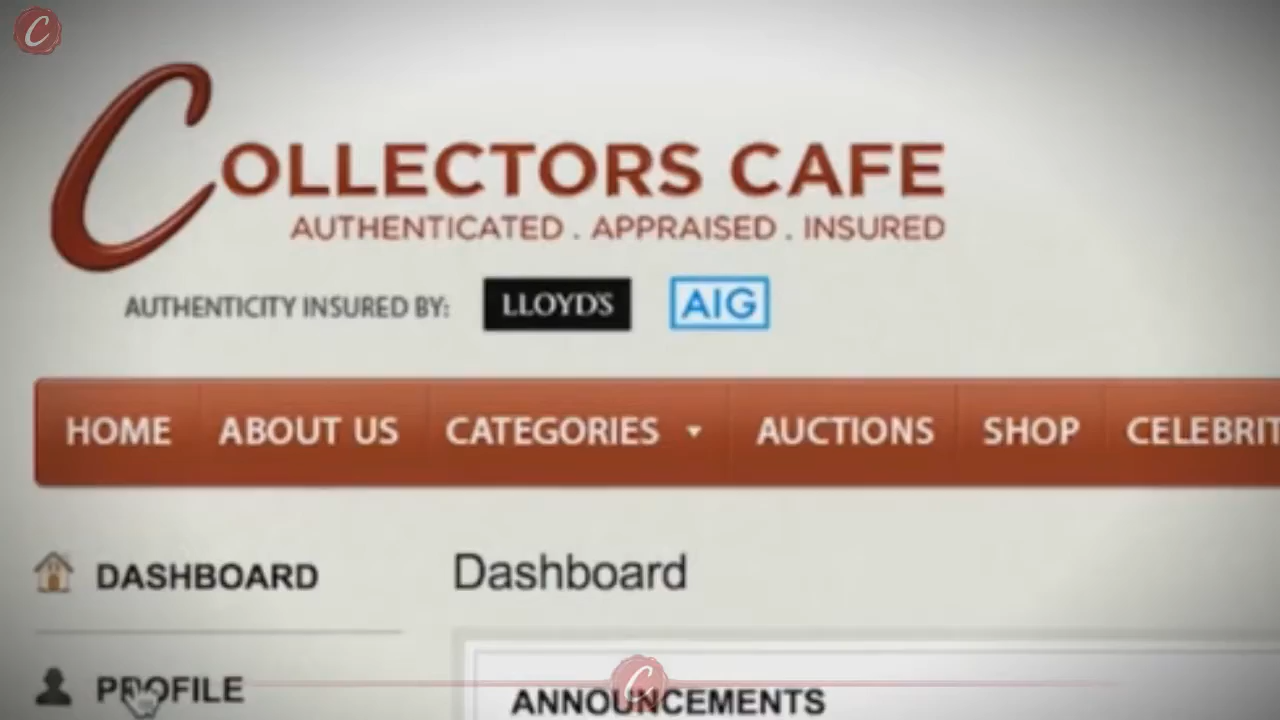 C
COLLECTORS CAFE
AUTHENTICATED . APPRAISED . INSURED
AUTHENTICITY INSURED BY: LLOYD'S AIG
HOME ABOUT US CATEGORIES AUCTIONS SHOP CELEBRIT
DASHBOARD
Dashboard
PROFILE
C
ANNOUNCEMENTS